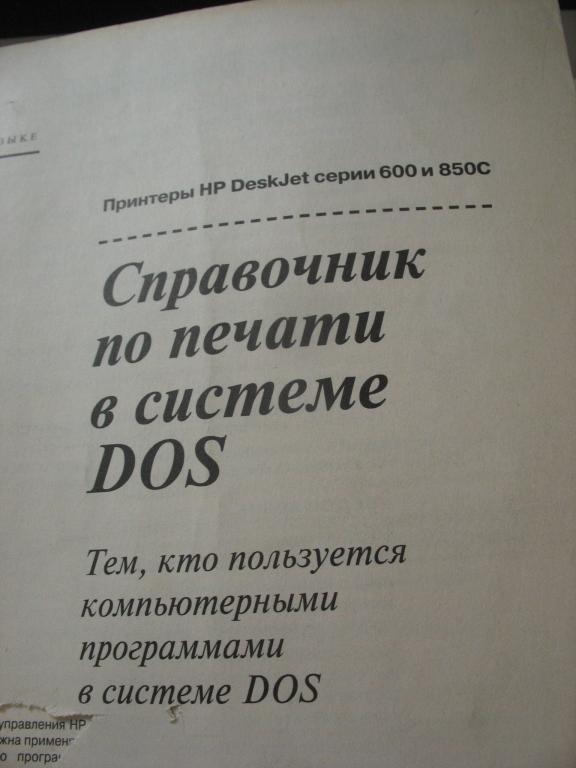 Принтеры HP DeskJet серии 600 и 850C
Справочник
по печати
в системе
DOS
Тем, кто пользуется
компьютерными
программами
в системе DOS
управления HP